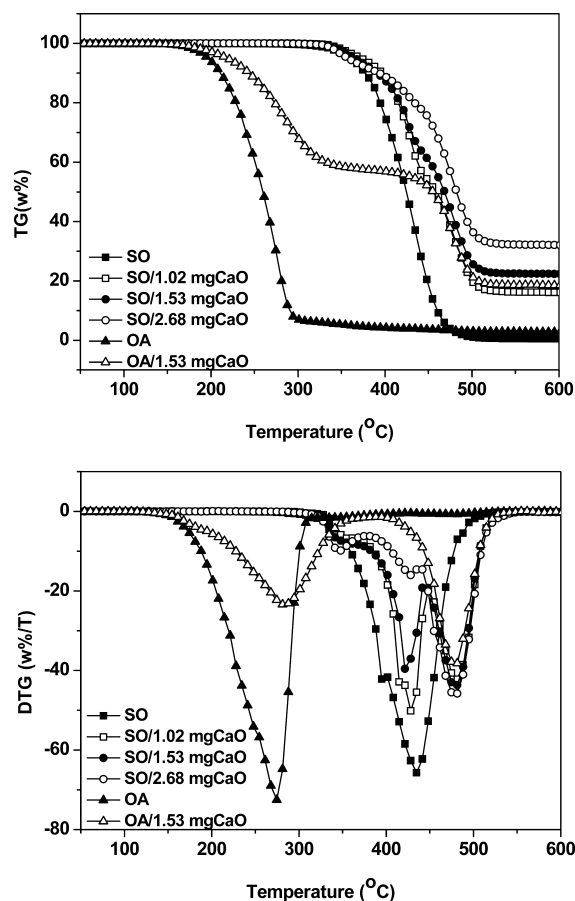 100
80
60
40
20
0
TG(w%)
SO
SO/1.02 mgCaO
SO/1.53 mgCaO
SO/2.68 mgCaO
OA
OA/1.53 mgCaO
100 200 300 400 500 600
Temperature (°C)
0
-20
-40
-60
-80
DTG (w%/T)
SO
SO/1.02 mgCaO
SO/1.53 mgCaO
SO/2.68 mgCaO
OA
OA/1.53 mgCaO
100 200 300 400 500 600
Temperature (°C)